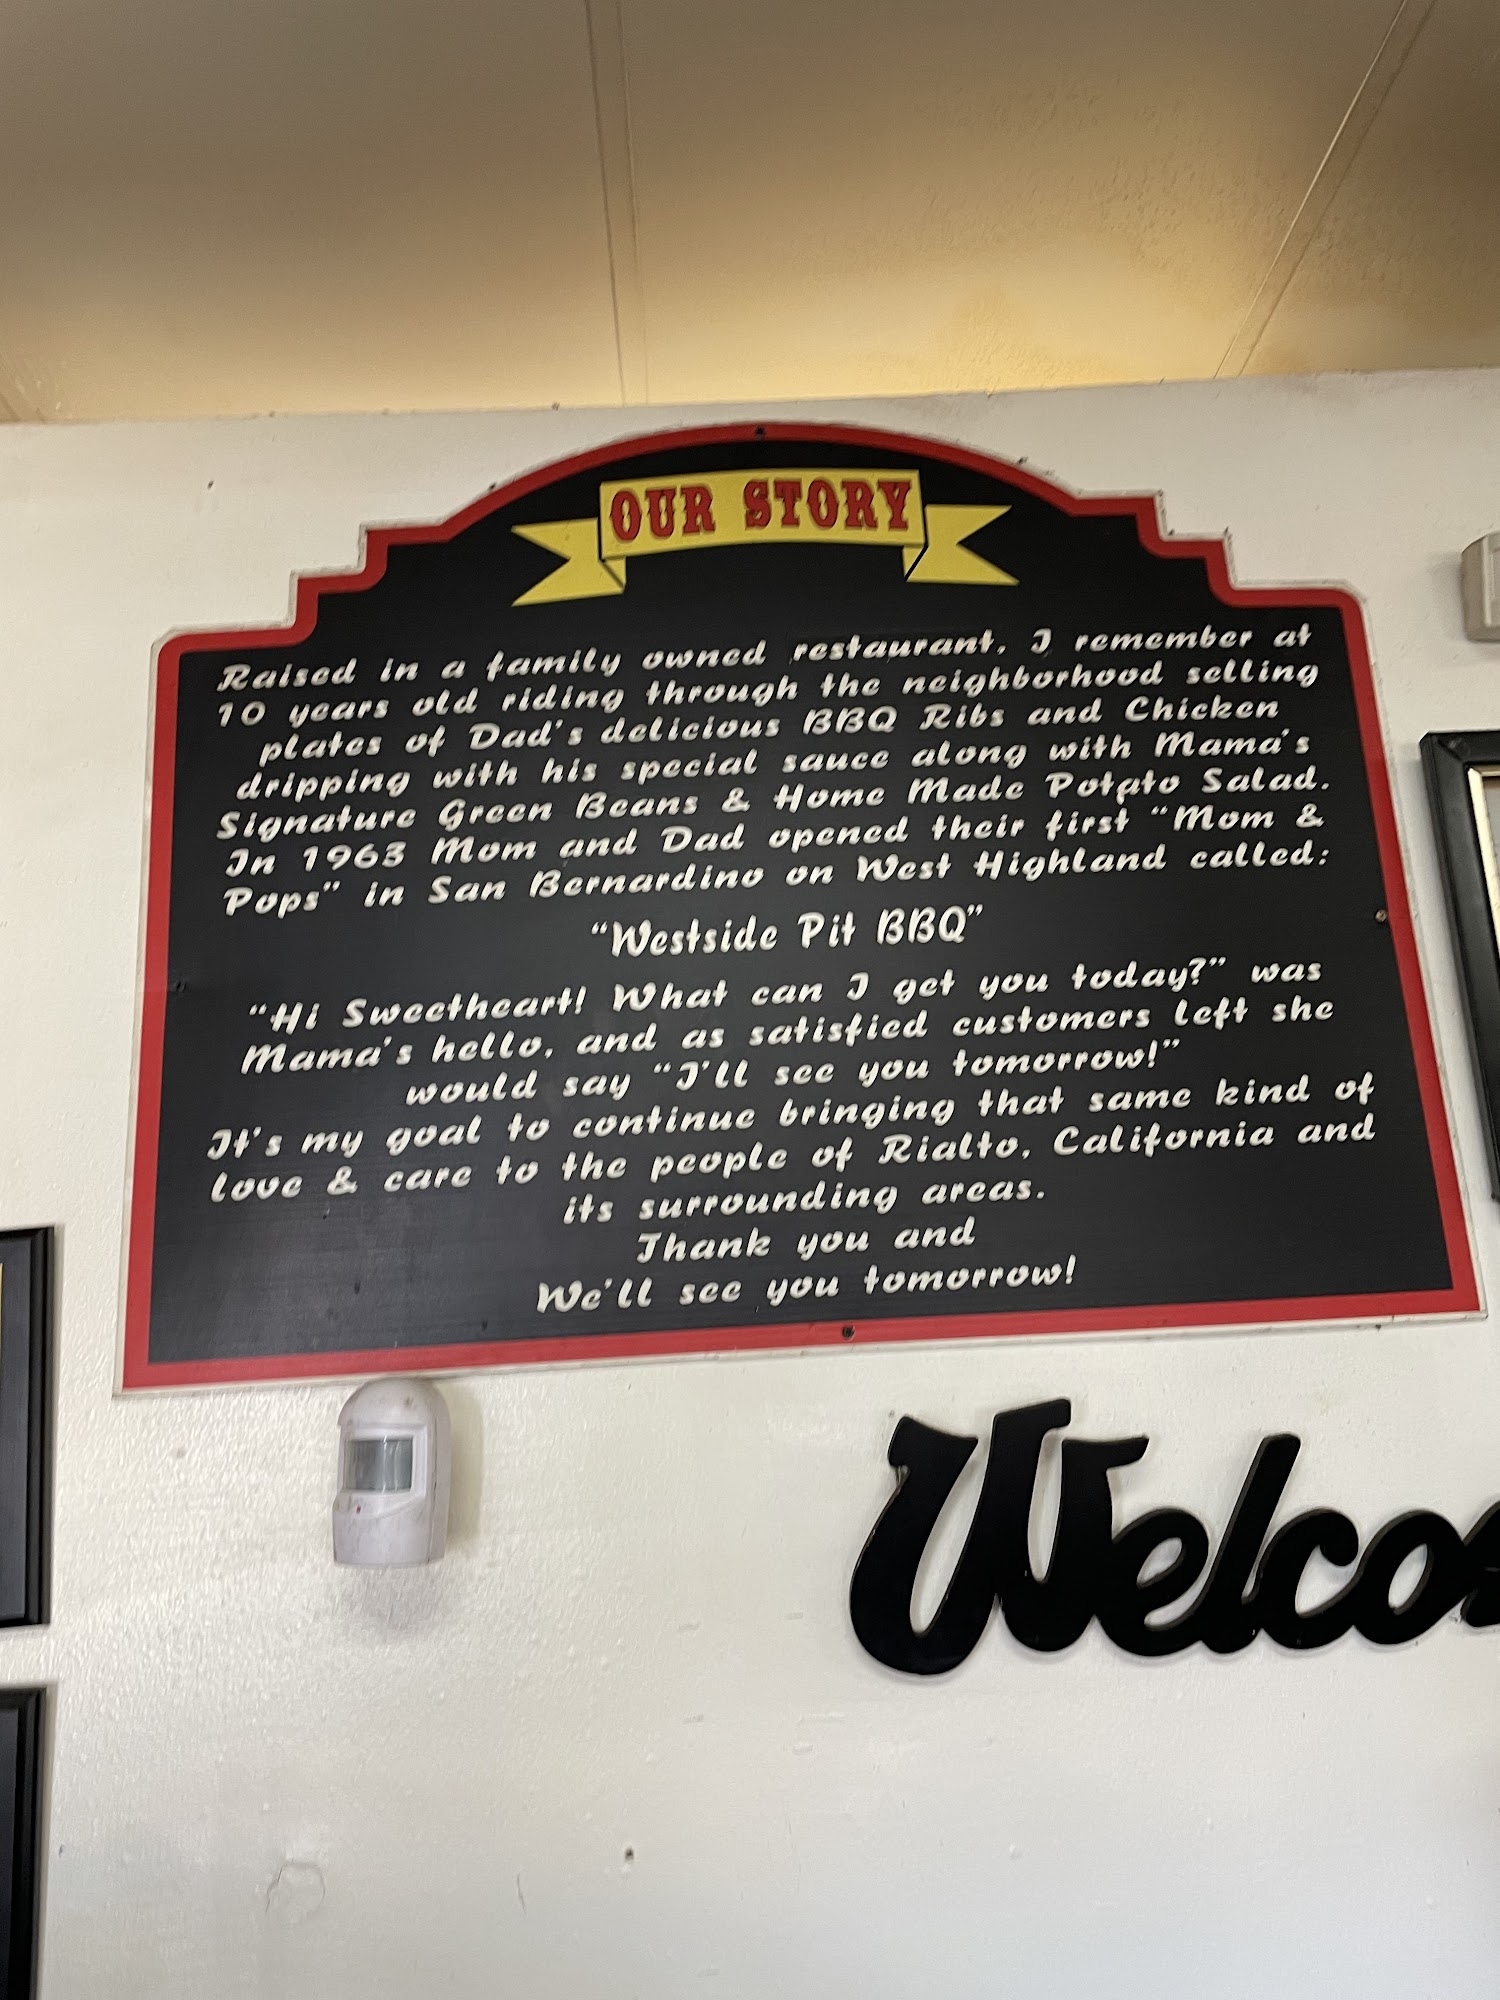 OUR STORY
Raised in a family owned restaurant, I remember at
10 years old riding through the neighborhood selling
plates of Dad's delicious BBQ Ribs and Chicken
dripping with his special sauce along with Mama's
Signature Green Beans & Home Made Potato Salad.
In 1963 Mom and Dad opened their first "Mom &
Pops" in San Bernardino on West Highland called:
"Westside Pit BBQ"
"Hi Sweetheart! What can I get you today?" was
Mama's hello, and as satisfied customers left she
would say "I'll see you tomorrow!"
It's my goal to continue bringing that same kind of
love & care to the people of Rialto, California and
its surrounding areas.
Thank you and
We'll see you tomorrow!
Welco